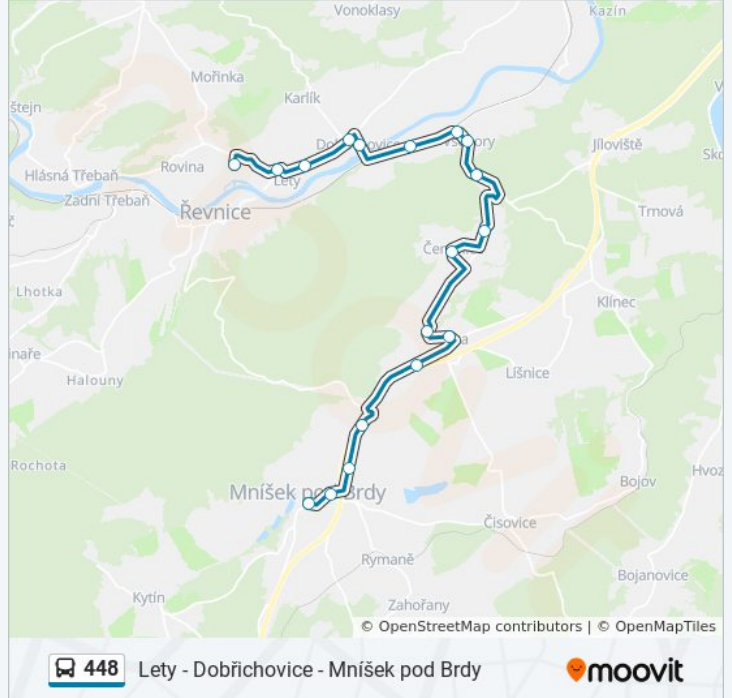 Kazín
Vonoklasy
Mořinka
Karlík
štejn
Jíloviště
Rovina
Hlásná Třebaň
Lety
Zadní Třebaň
Řevnice
Trnová
Lhotka
Klínec
Halouny
Líšnice
Rochota
Mníšek pod Brdy
Bojov
Čisovice
Rymaně
Bojanovice
Kytín
Zahořany
© OpenStreetMap contributors | © OpenMapTiles
448 Lety - Dobřichovice - Mníšek pod Brdy
moovit